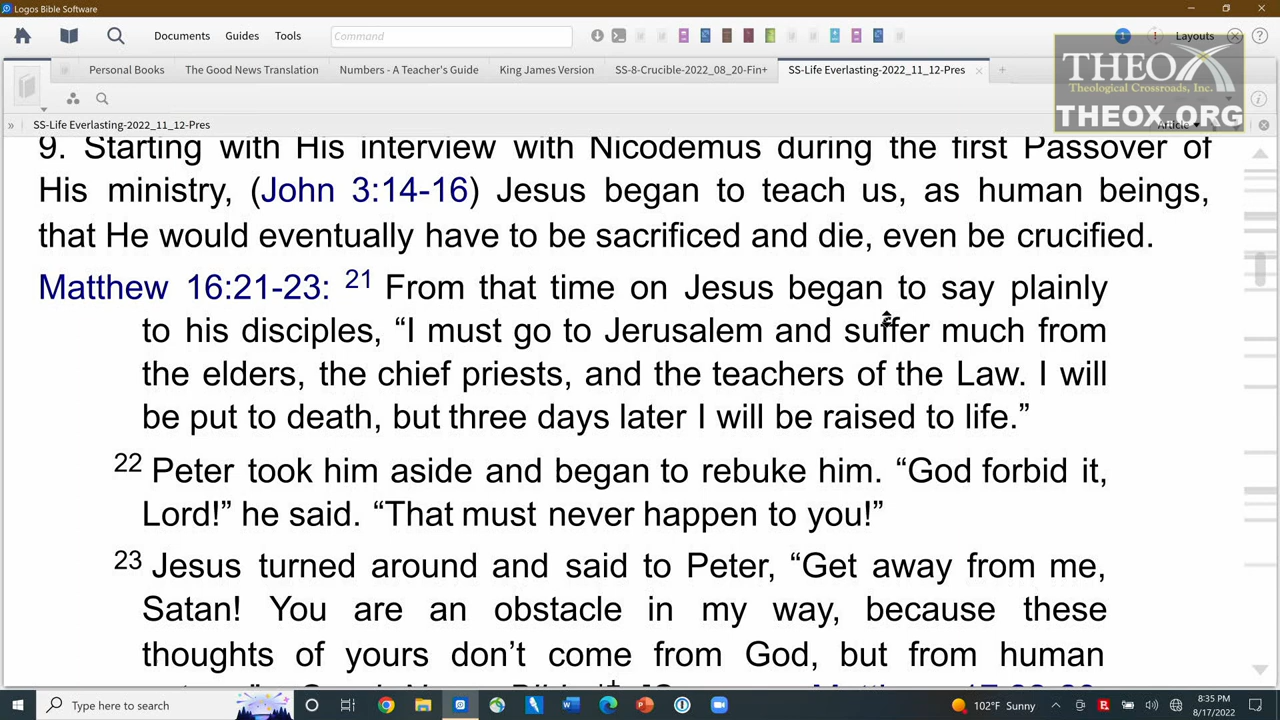 Logos Bible Software
Documents Guides Tools Command Layouts
Personal Books The Good News Translation Numbers - A Teacher's Guide King James Version SS-8-Crucible-2022_08_20-Fin+ SS-Life Everlasting-2022_11_12-Pres
THEOX
Theological Crossroads, Inc.
THEOX.ORG
SS-Life Everlasting-2022_11_12-Pres Article
9. Starting with His interview with Nicodemus during the first Passover of
His ministry, (John 3:14-16) Jesus began to teach us, as human beings,
that He would eventually have to be sacrificed and die, even be crucified.
Matthew 16:21-23: 21 From that time on Jesus began to say plainly
to his disciples, “I must go to Jerusalem and suffer much from
the elders, the chief priests, and the teachers of the Law. I will
be put to death, but three days later I will be raised to life.”
22 Peter took him aside and began to rebuke him. “God forbid it,
Lord!” he said. “That must never happen to you!”
23 Jesus turned around and said to Peter, “Get away from me,
Satan! You are an obstacle in my way, because these
thoughts of yours don’t come from God, but from human
Type here to search
102°F Sunny
8:35 PM
8/17/2022